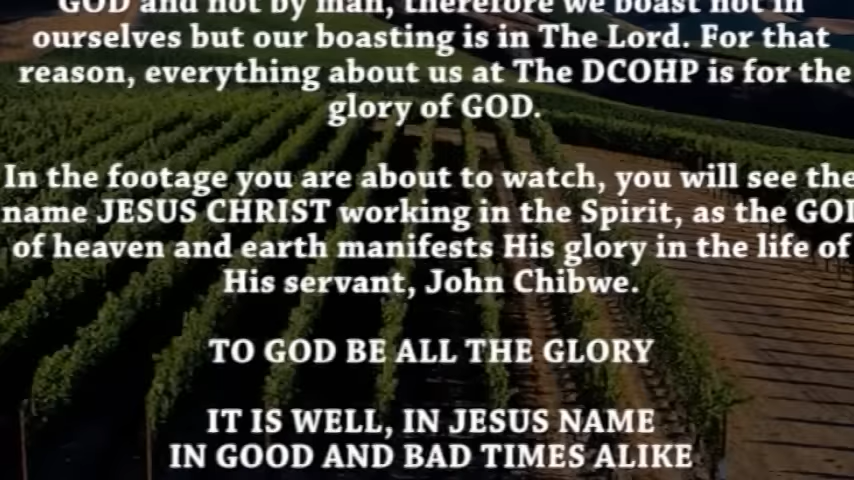 GOD and not by man, therefore we boast not in
ourselves but our boasting is in The Lord. For that
reason, everything about us at The DCOHP is for the
glory of GOD.
In the footage you are about to watch, you will see the
name JESUS CHRIST working in the Spirit, as the GOD
of heaven and earth manifests His glory in the life of
His servant, John Chibwe.
TO GOD BE ALL THE GLORY
IT IS WELL, IN JESUS NAME
IN GOOD AND BAD TIMES ALIKE